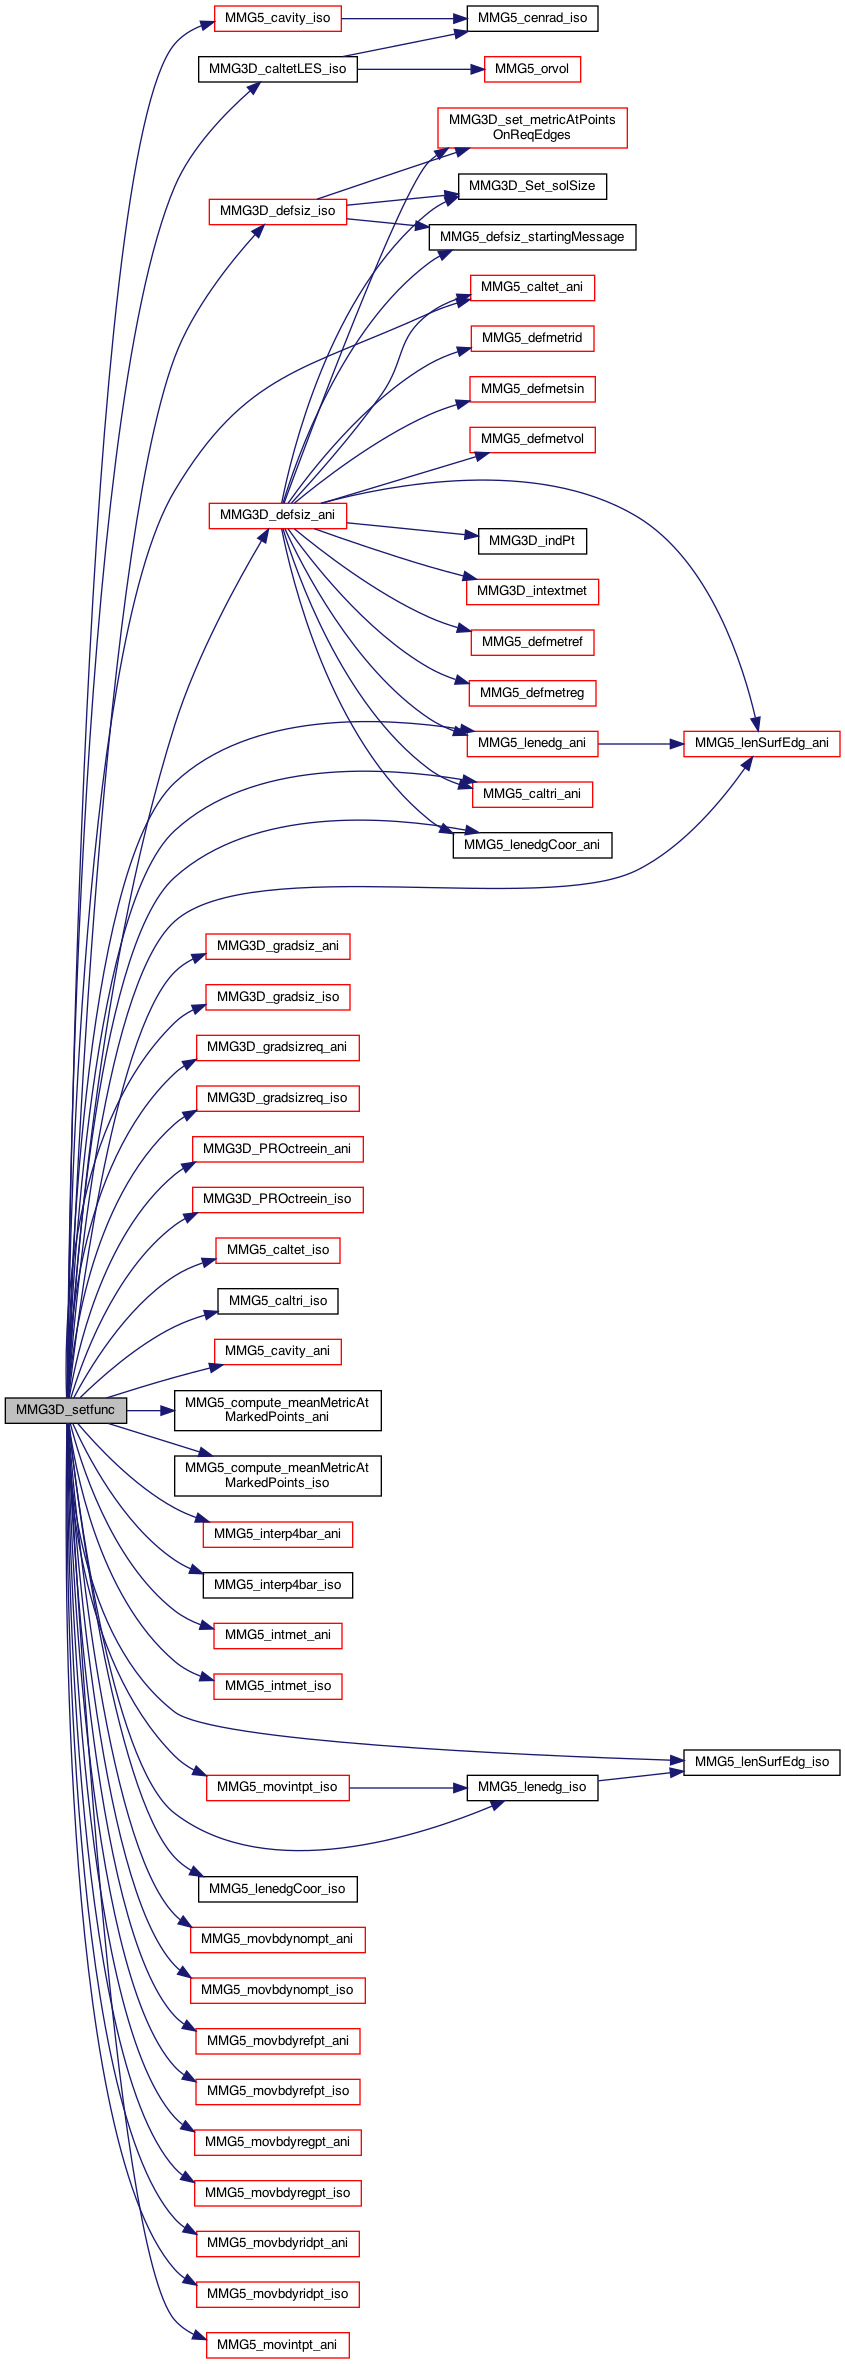 MMG5_cavity_iso
MMG5_cenrad_iso
MMG3D_caltetLES_iso
MMG5_orvol
MMG3D_set_metricAtPoints
OnReqEdges
MMG3D_Set_solSize
MMG3D_defsiz_iso
MMG5_defsiz_startingMessage
MMG5_caltet_ani
MMG5_defmetrid
MMG5_defmetsin
MMG5_defmetvol
MMG3D_defsiz_ani
MMG3D_indPt
MMG3D_intextmet
MMG5_defmetref
MMG5_defmetreg
MMG5_lenedg_ani
MMG5_lenSurfEdg_ani
MMG5_caltri_ani
MMG5_lenedgCoor_ani
MMG3D_gradsiz_ani
MMG3D_gradsiz_iso
MMG3D_gradsizreq_ani
MMG3D_gradsizreq_iso
MMG3D_PROctreein_ani
MMG3D_PROctreein_iso
MMG5_caltet_iso
MMG5_caltri_iso
MMG5_cavity_ani
MMG3D_setfunc
MMG5_compute_meanMetricAt
MarkedPoints_ani
MMG5_compute_meanMetricAt
MarkedPoints_iso
MMG5_interp4bar_ani
MMG5_interp4bar_iso
MMG5_intmet_ani
MMG5_intmet_iso
MMG5_lenSurfEdg_iso
MMG5_movintpt_iso
MMG5_lenedg_iso
MMG5_lenedgCoor_iso
MMG5_movbdynompt_ani
MMG5_movbdynompt_iso
MMG5_movbdyrefpt_ani
MMG5_movbdyrefpt_iso
MMG5_movbdyregpt_ani
MMG5_movbdyregpt_iso
MMG5_movbdyridpt_ani
MMG5_movbdyridpt_iso
MMG5_movintpt_ani